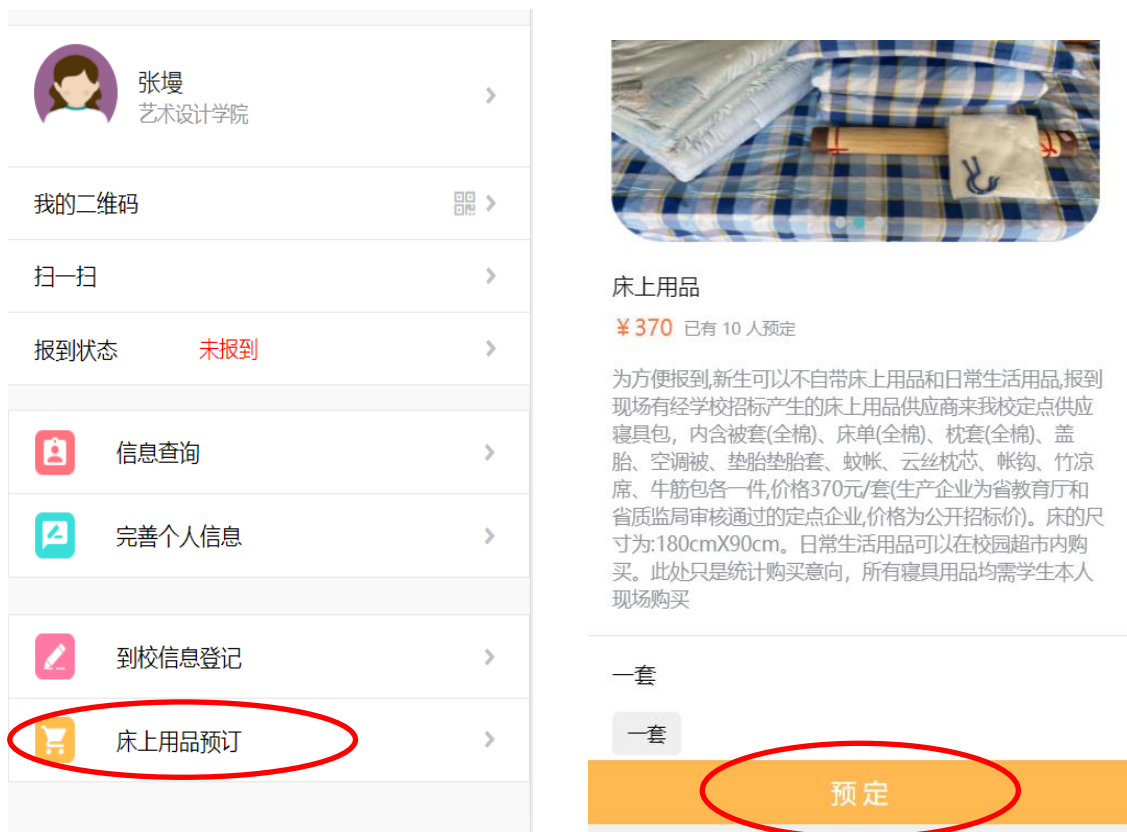 张墁
艺术设计学院
我的二维码
扫一扫
报到状态 未报到
信息查询
完善个人信息
到校信息登记
床上用品预订
床上用品
￥370 已有 10 人预定
为方便报到,新生可以不自带床上用品和日常生活用品,报到
现场有经学校招标产生的床上用品供应商来我校定点供应
寝具包，内含被套(全棉)、床单(全棉)、枕套(全棉)、盖
胎、空调被、垫胎垫胎套、蚊帐、云丝枕芯、帐钩、竹凉
席、牛筋包各一件,价格370元/套(生产企业为省教育厅和
省质监局审核通过的定点企业,价格为公开招标价)。床的尺
寸为:180cmX90cm。日常生活用品可以在校园超市内购
买。此处只是统计购买意向，所有寝具用品均需学生本人
现场购买
一套
一套
预定